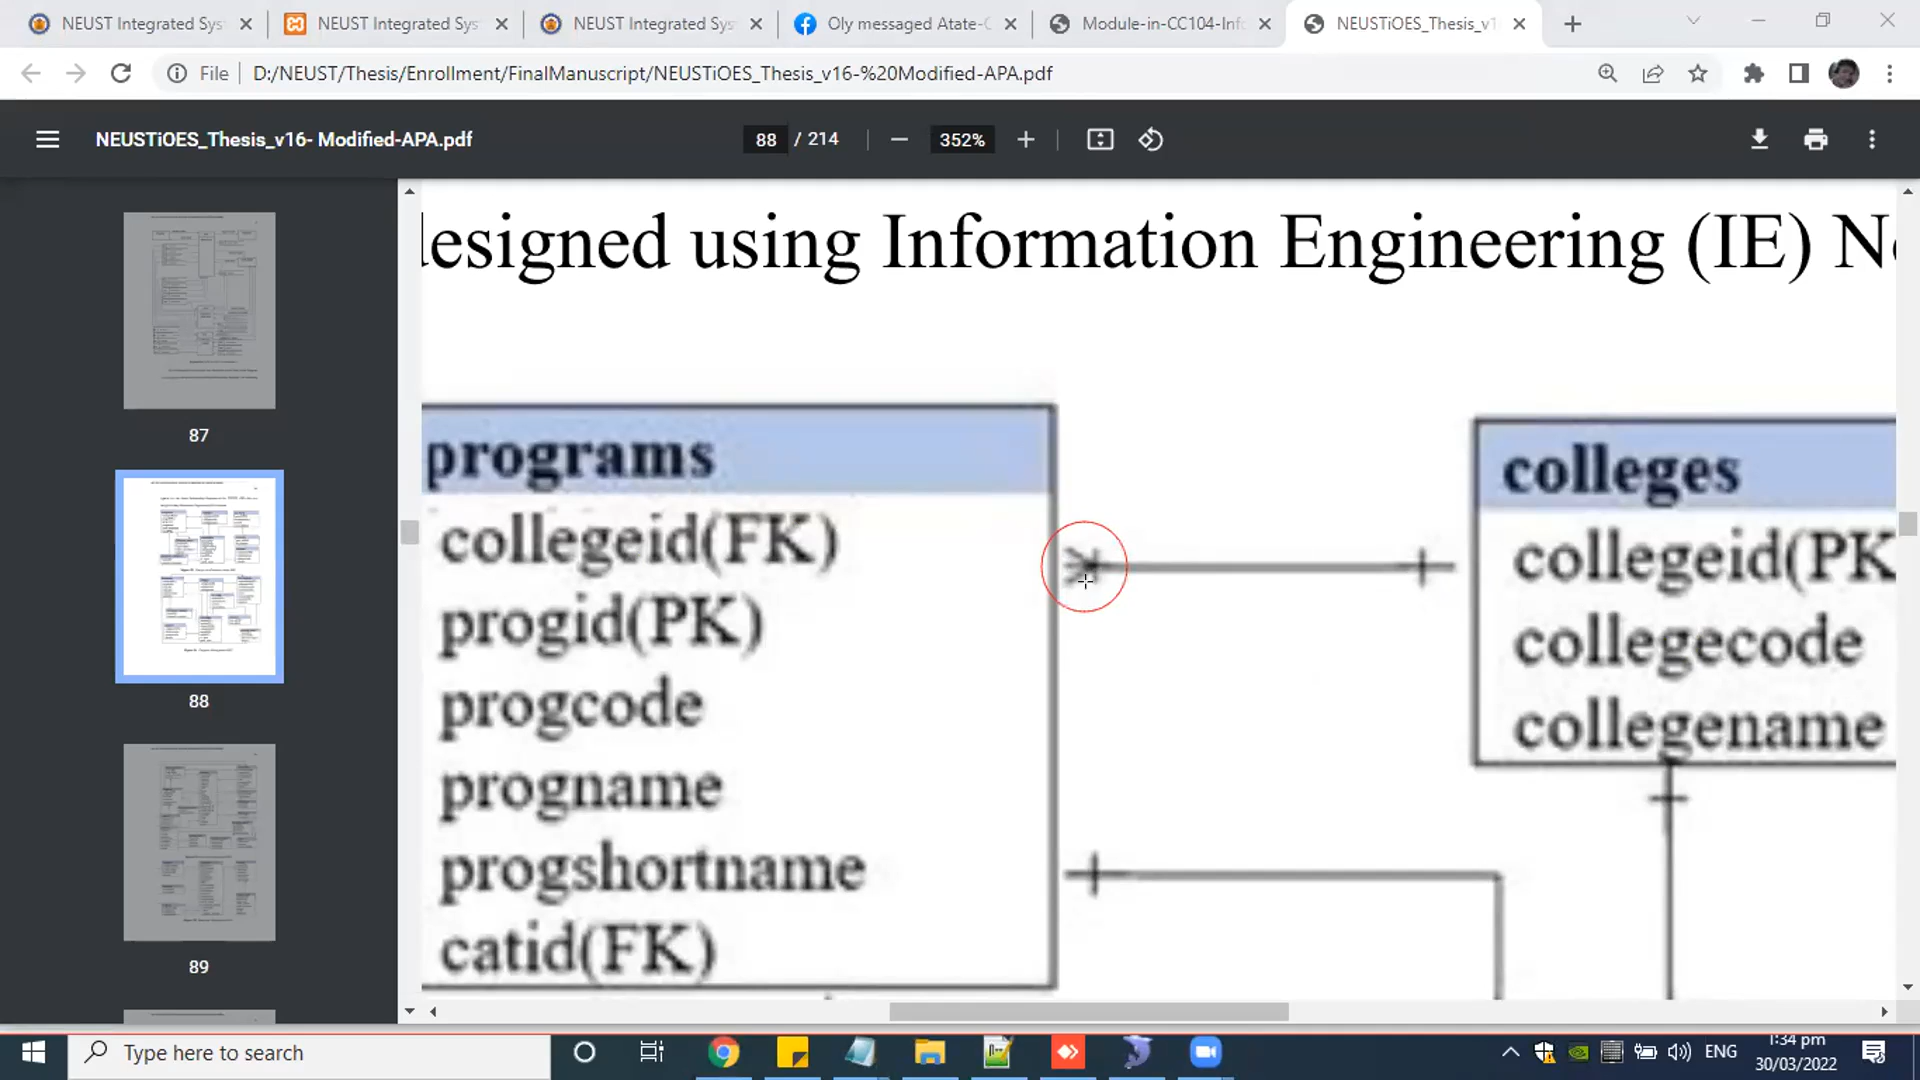 NEUST Integrated Sys
NEUST Integrated Sys
NEUST Integrated Sys
Oly messaged Atate-
Module-in-CC104-Info
NEUSTiOES_Thesis_v1
File
D:/NEUST/Thesis/Enrollment/FinalManuscript/NEUSTiOES_Thesis_v16-%20Modified-APA.pdf
NEUSTiOES_Thesis_v16- Modified-APA.pdf
88 / 214
352%
87
88
89
designed using Information Engineering (IE) No
programs
collegeid(FK)
progid(PK)
progcode
progname
progshortname
catid(FK)
colleges
collegeid(PK
collegecode
collegename
Type here to search
ENG
1:34 pm
30/03/2022